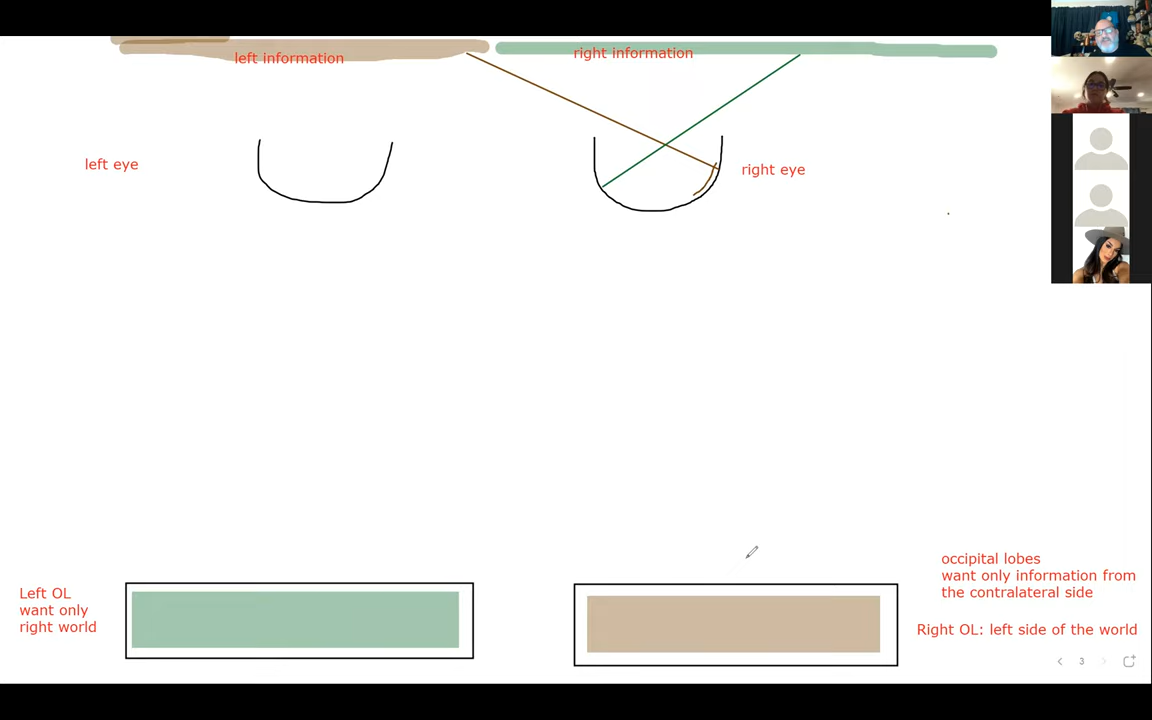 left information
right information
left eye
right eye
occipital lobes
want only information from
the contralateral side
Left OL
want only
right world
Right OL: left side of the world
3